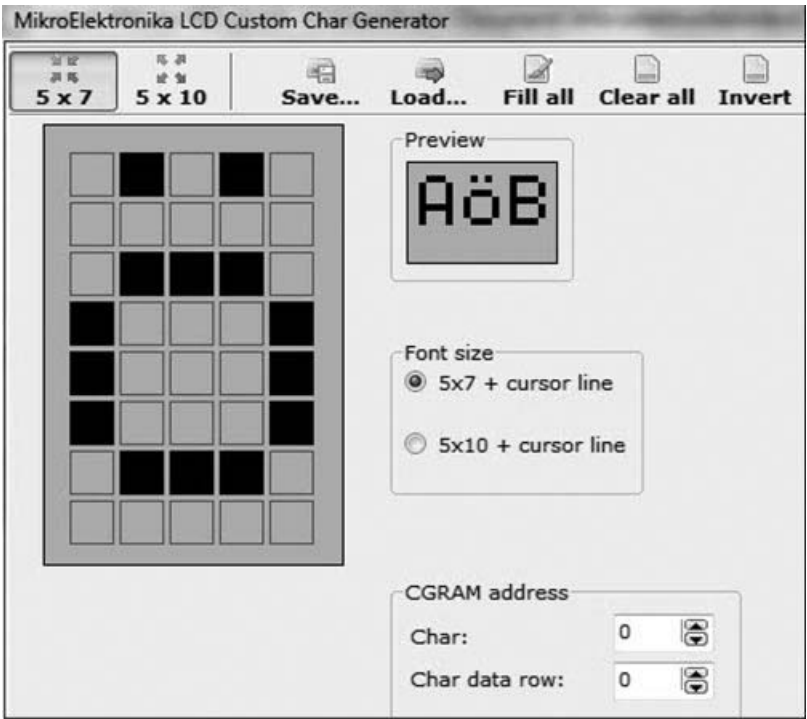 MikroElektronika LCD Custom Char Generator
5 x 7 5 x 10 Save... Load... Fill all Clear all Invert
Preview
AöB
Font size
5x7 + cursor line
5x10 + cursor line
CGRAM address
Char: 0
Char data row: 0